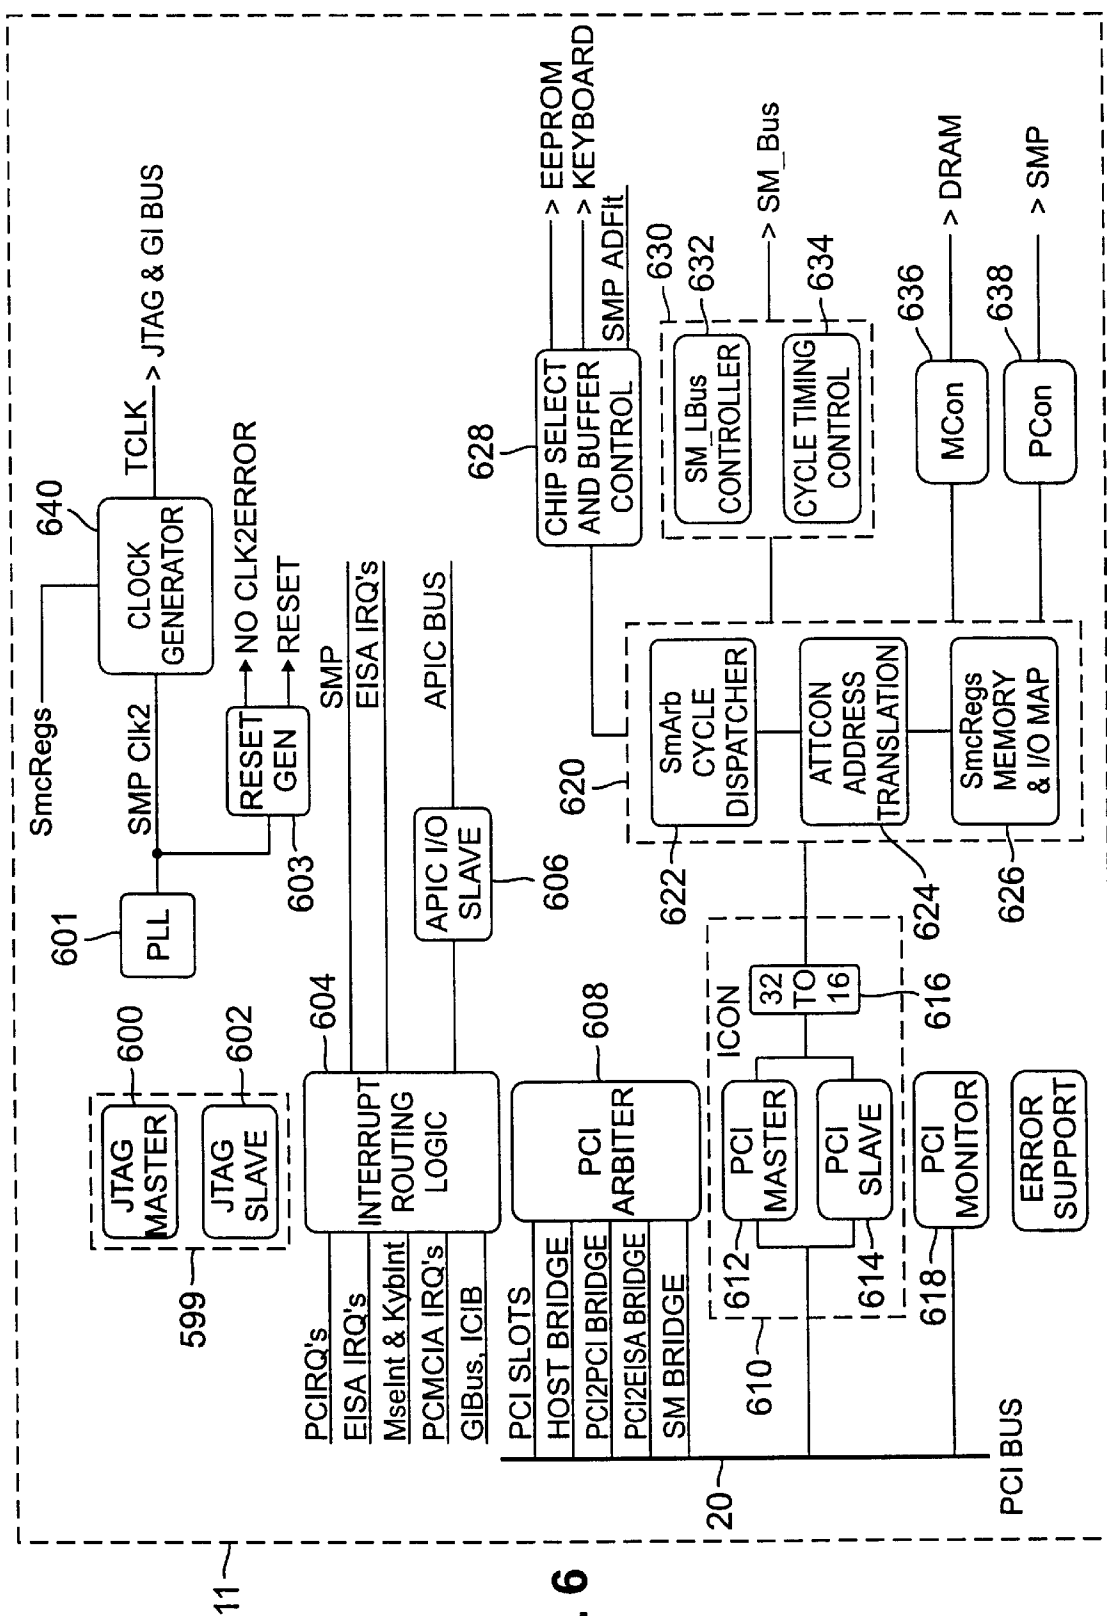 11
SmcRegs
640
CLOCK
GENERATOR
TCLK
> JTAG & GI BUS
601
PLL
SMP Clk2
RESET
GEN
603
NO CLK2ERROR
RESET
JTAG
MASTER
600
JTAG
SLAVE
602
599
604
INTERRUPT
ROUTING
LOGIC
PCIRQ's
EISA IRQ's
MseInt & KybInt
PCMCIA IRQ's
GIBus, ICIB
SMP
EISA IRQ's
APIC I/O
SLAVE
606
APIC BUS
608
PCI
ARBITER
PCI SLOTS
HOST BRIDGE
PCI2PCI BRIDGE
PCI2EISA BRIDGE
SM BRIDGE
20
PCI BUS
610
ICON
612
PCI
MASTER
614
PCI
SLAVE
32
TO
16
616
618
PCI
MONITOR
ERROR
SUPPORT
620
622
SmArb
CYCLE
DISPATCHER
624
ATTCON
ADDRESS
TRANSLATION
626
SmcRegs
MEMORY
& I/O MAP
628
CHIP SELECT
AND BUFFER
CONTROL
> EEPROM
> KEYBOARD
SMP ADFlt
630
632
SM_LBus
CONTROLLER
634
CYCLE TIMING
CONTROL
> SM_Bus
636
MCon
> DRAM
638
PCon
> SMP
. 6